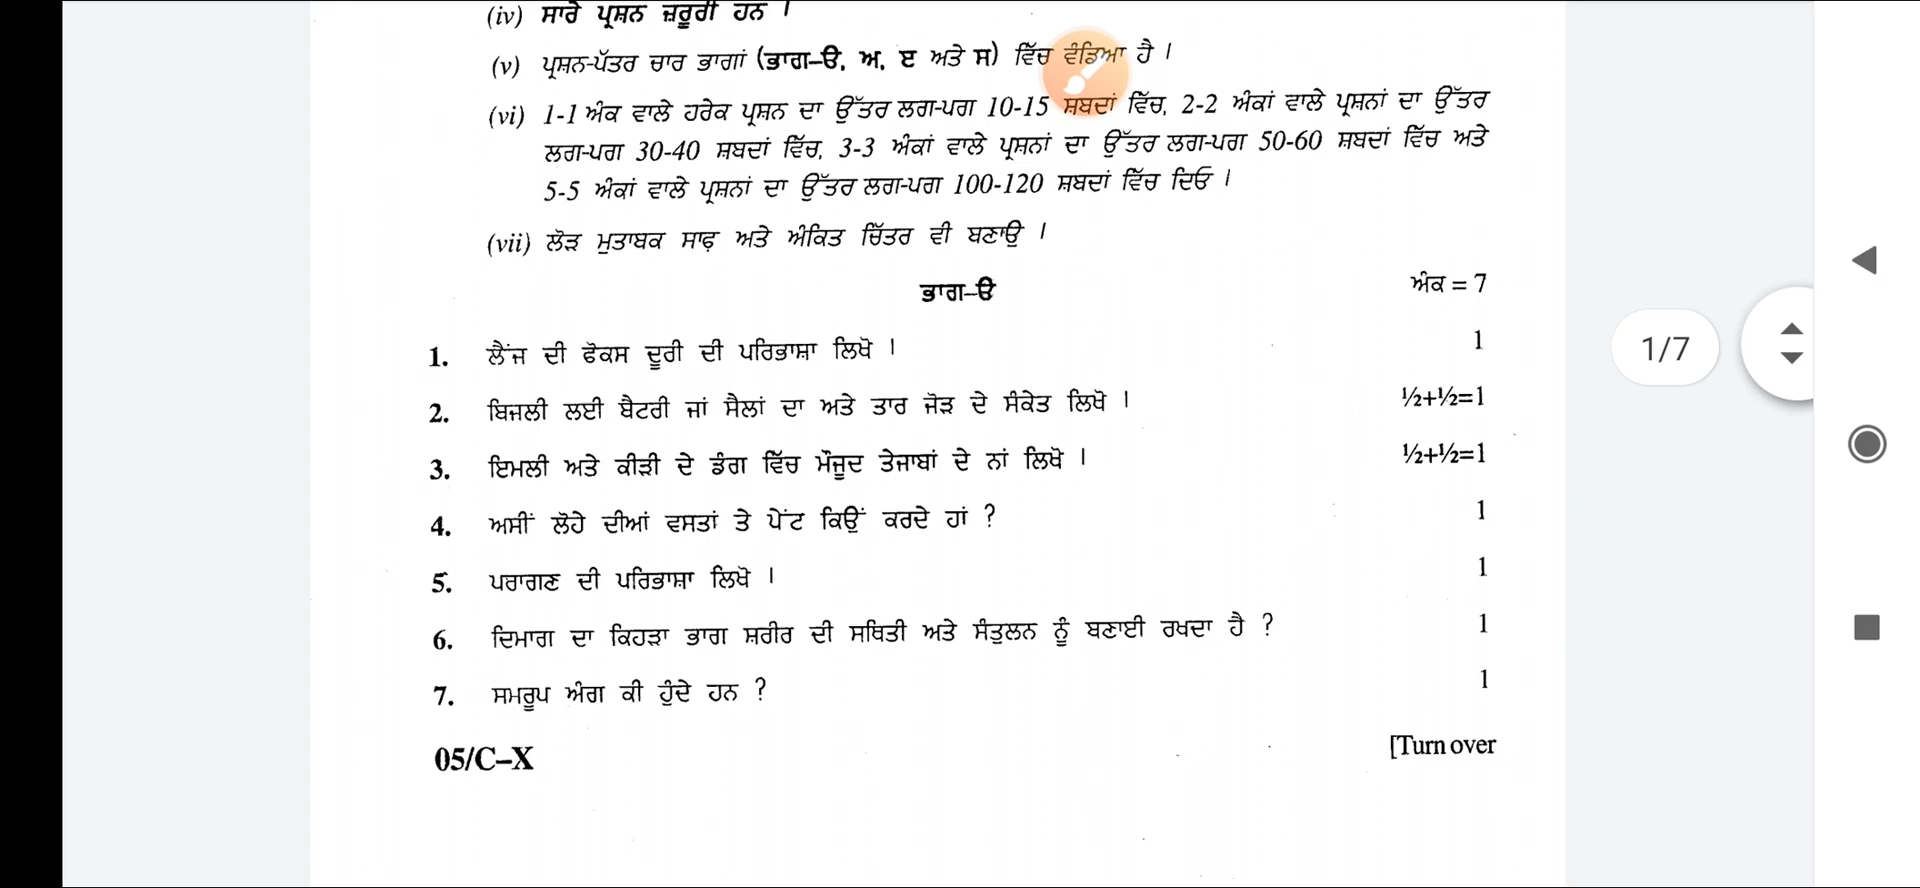 (iv) ਸਾਰੇ ਪ੍ਰਸ਼ਨ ਜ਼ਰੂਰੀ ਹਨ ।
(v) ਪ੍ਰਸ਼ਨ-ਪੱਤਰ ਚਾਰ ਭਾਗਾਂ (ਭਾਗ–ੳ, ਅ, ੲ ਅਤੇ ਸ) ਵਿੱਚ ਵੰਡਿਆ ਹੈ ।
(vi) 1-1 ਅੰਕ ਵਾਲੇ ਹਰੇਕ ਪ੍ਰਸ਼ਨ ਦਾ ਉੱਤਰ ਲਗ-ਪਗ 10-15 ਸ਼ਬਦਾਂ ਵਿੱਚ, 2-2 ਅੰਕਾਂ ਵਾਲੇ ਪ੍ਰਸ਼ਨਾਂ ਦਾ ਉੱਤਰ
ਲਗ-ਪਗ 30-40 ਸ਼ਬਦਾਂ ਵਿੱਚ, 3-3 ਅੰਕਾਂ ਵਾਲੇ ਪ੍ਰਸ਼ਨਾਂ ਦਾ ਉੱਤਰ ਲਗ-ਪਗ 50-60 ਸ਼ਬਦਾਂ ਵਿੱਚ ਅਤੇ
5-5 ਅੰਕਾਂ ਵਾਲੇ ਪ੍ਰਸ਼ਨਾਂ ਦਾ ਉੱਤਰ ਲਗ-ਪਗ 100-120 ਸ਼ਬਦਾਂ ਵਿੱਚ ਦਿਓ ।
(vii) ਲੋੜ ਮੁਤਾਬਕ ਸਾਫ਼ ਅਤੇ ਅੰਕਿਤ ਚਿੱਤਰ ਵੀ ਬਣਾਉ ।
ਭਾਗ–ੳ ਅੰਕ = 7
1. ਲੈੱਂਜ ਦੀ ਫੋਕਸ ਦੂਰੀ ਦੀ ਪਰਿਭਾਸ਼ਾ ਲਿਖੋ । 1
2. ਬਿਜਲੀ ਲਈ ਬੈਟਰੀ ਜਾਂ ਸੈਲਾਂ ਦਾ ਅਤੇ ਤਾਰ ਜੋੜ ਦੇ ਸੰਕੇਤ ਲਿਖੋ । ½+½=1
3. ਇਮਲੀ ਅਤੇ ਕੀੜੀ ਦੇ ਡੰਗ ਵਿੱਚ ਮੌਜੂਦ ਤੇਜਾਬਾਂ ਦੇ ਨਾਂ ਲਿਖੋ । ½+½=1
4. ਅਸੀਂ ਲੋਹੇ ਦੀਆਂ ਵਸਤਾਂ ਤੇ ਪੇਂਟ ਕਿਉਂ ਕਰਦੇ ਹਾਂ ? 1
5. ਪਰਾਗਣ ਦੀ ਪਰਿਭਾਸ਼ਾ ਲਿਖੋ । 1
6. ਦਿਮਾਗ ਦਾ ਕਿਹੜਾ ਭਾਗ ਸ਼ਰੀਰ ਦੀ ਸਥਿਤੀ ਅਤੇ ਸੰਤੁਲਨ ਨੂੰ ਬਣਾਈ ਰਖਦਾ ਹੈ ? 1
7. ਸਮਰੂਪ ਅੰਗ ਕੀ ਹੁੰਦੇ ਹਨ ? 1
05/C–X [Turn over
1/7